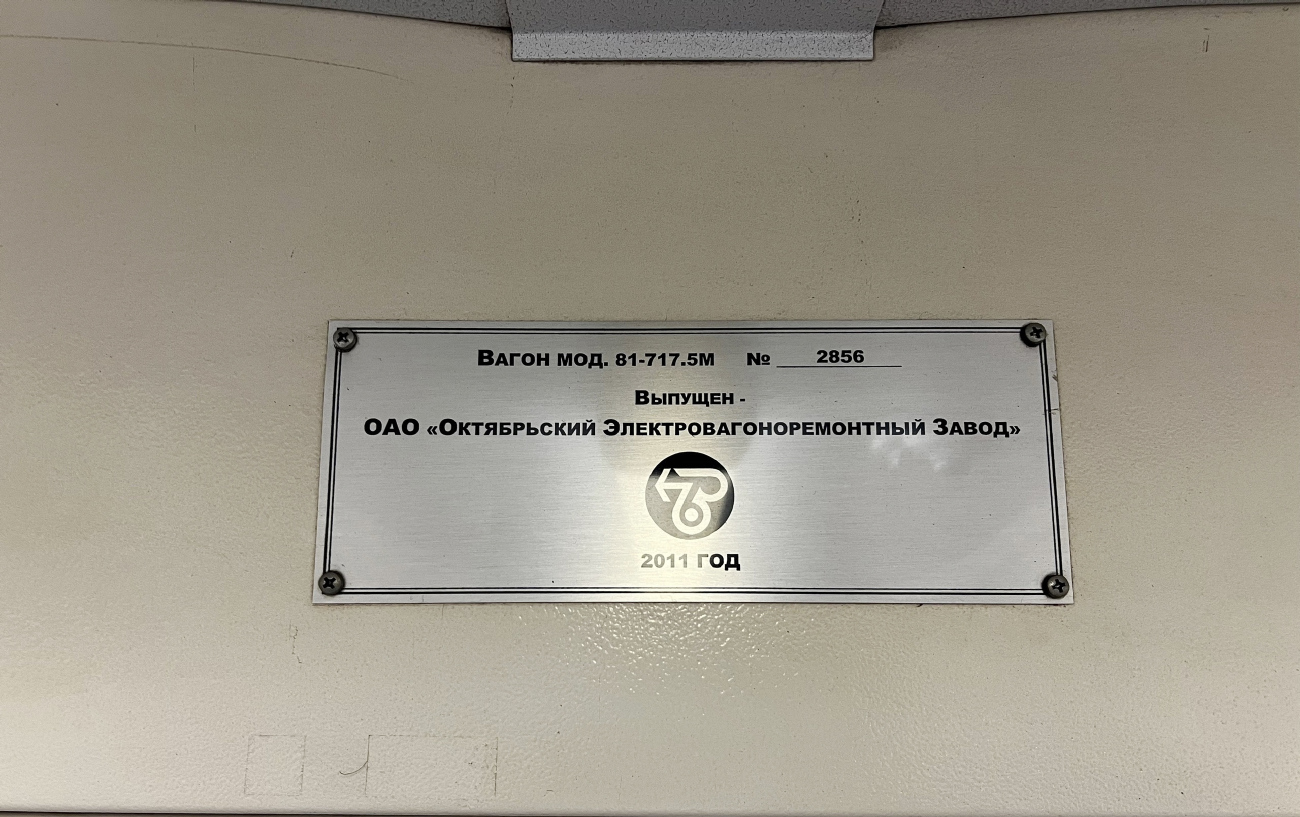 Вагон мод. 81-717.5М № 2856
Выпущен -
ОАО «Октябрьский Электровагоноремонтный Завод»
2011 ГОД